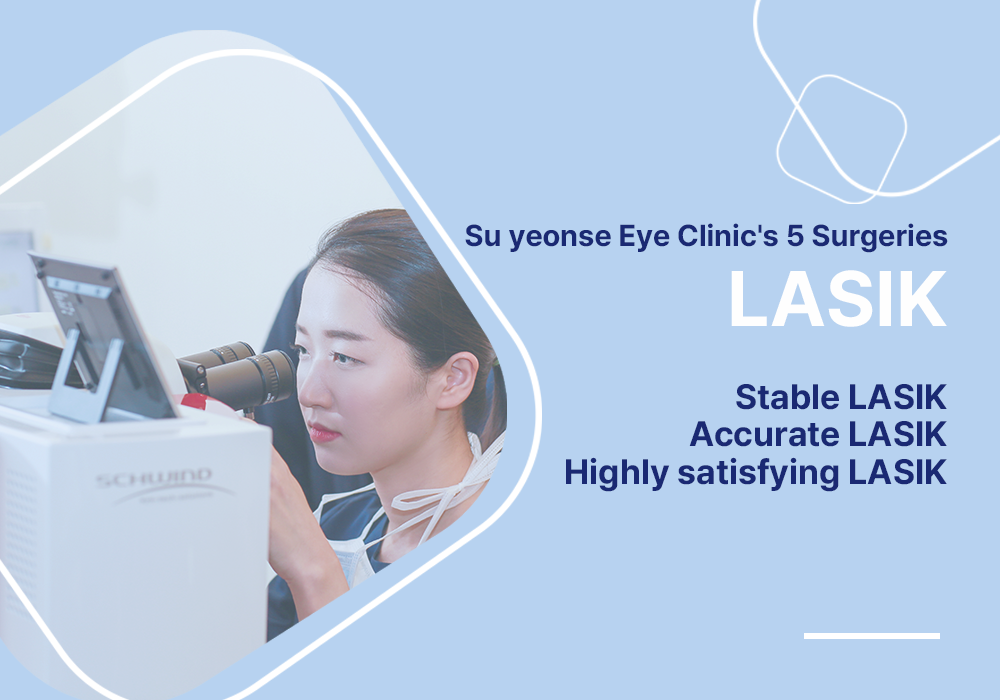 Su yeonse Eye Clinic's 5 Surgeries
LASIK
Stable LASIK
Accurate LASIK
Highly satisfying LASIK
SCHWIND